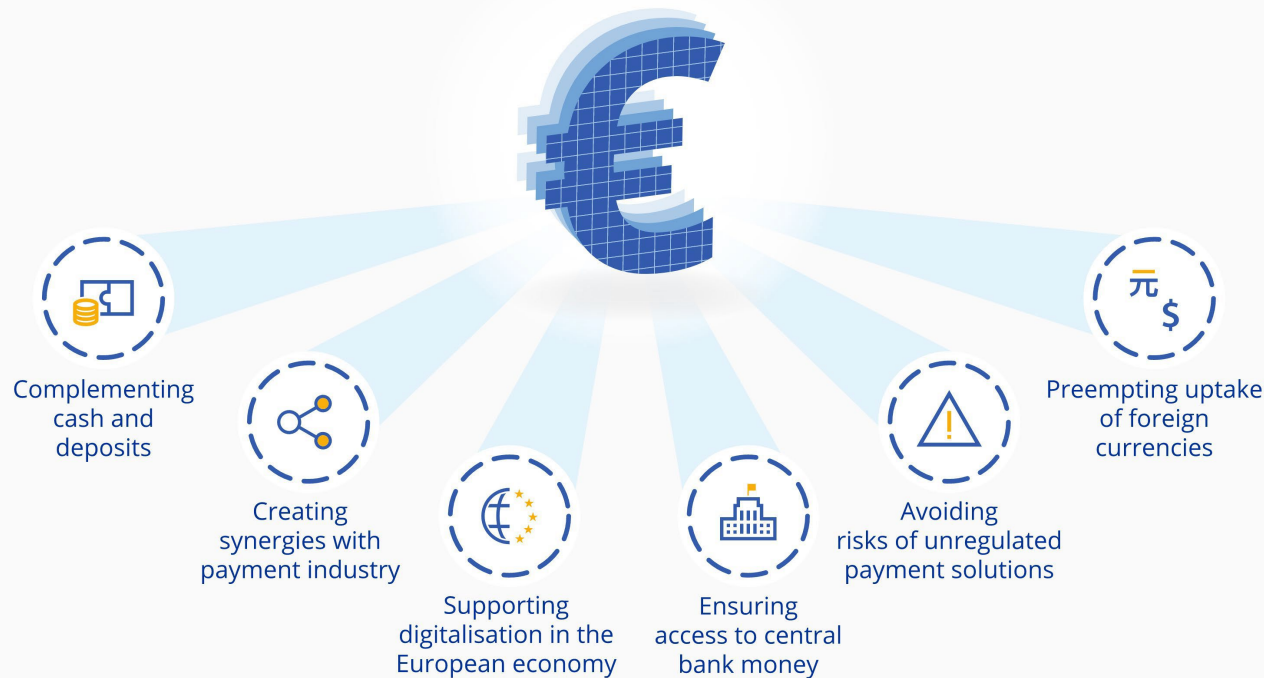 €
Complementing
cash and
deposits
Creating
synergies with
payment industry
Supporting
digitalisation in the
European economy
Ensuring
access to central
bank money
!
Avoiding
risks of unregulated
payment solutions
元
$
Preempting uptake
of foreign
currencies